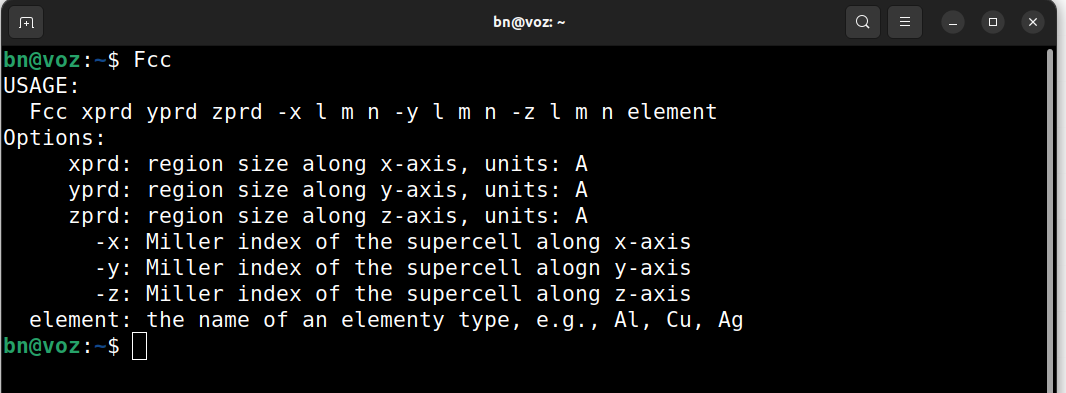 bn@voz: ~
bn@voz:~$ Fcc
USAGE:
  Fcc xprd yprd zprd -x l m n -y l m n -z l m n element
Options:
     xprd: region size along x-axis, units: A
     yprd: region size along y-axis, units: A
     zprd: region size along z-axis, units: A
       -x: Miller index of the supercell along x-axis
       -y: Miller index of the supercell alogn y-axis
       -z: Miller index of the supercell along z-axis
  element: the name of an elementy type, e.g., Al, Cu, Ag
bn@voz:~$